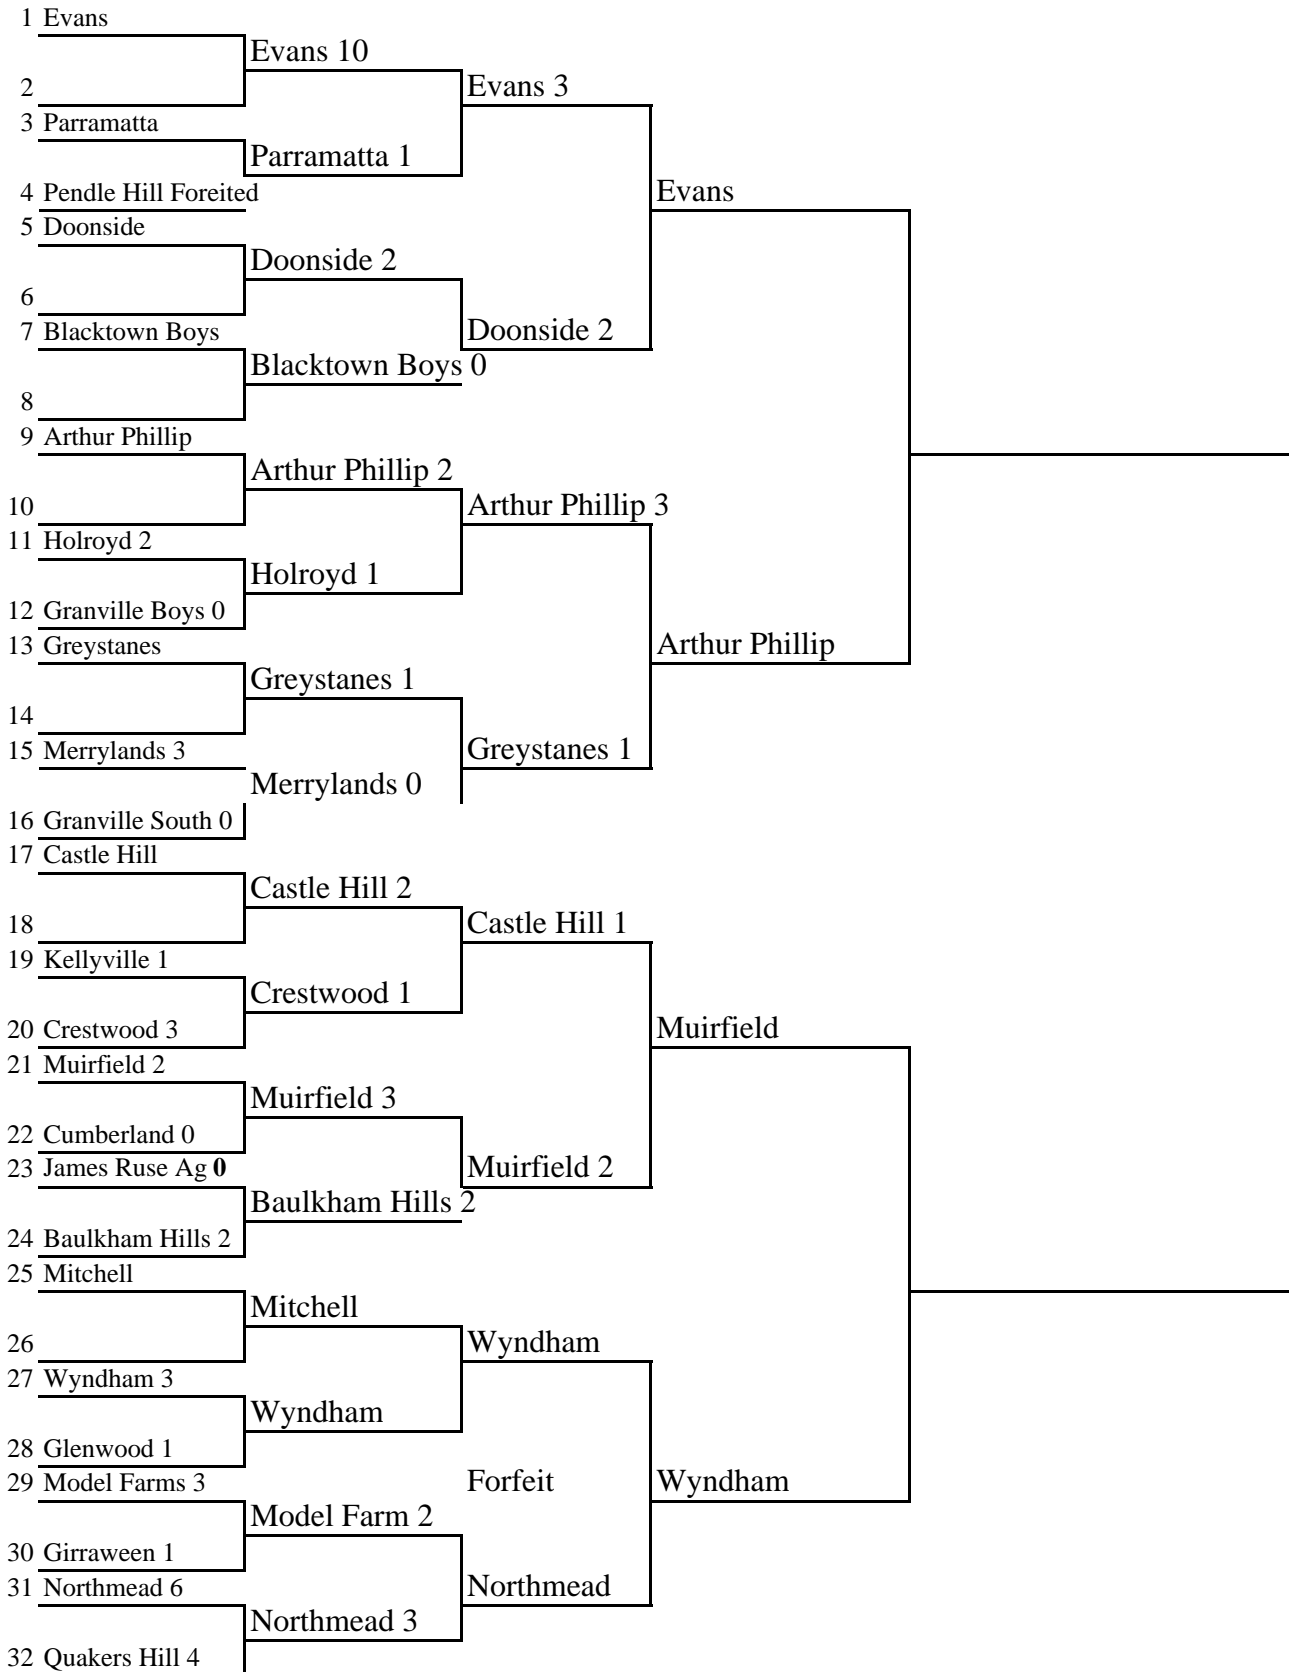 1 Evans
Evans 10
2
Evans 3
3 Parramatta
Parramatta 1
4 Pendle Hill Foreited
Evans
5 Doonside
Doonside 2
6
7 Blacktown Boys
Doonside 2
Blacktown Boys 0
8
9 Arthur Phillip
Arthur Phillip 2
10
Arthur Phillip 3
11 Holroyd 2
Holroyd 1
12 Granville Boys 0
13 Greystanes
Arthur Phillip
Greystanes 1
14
15 Merrylands 3
Greystanes 1
Merrylands 0
16 Granville South 0
17 Castle Hill
Castle Hill 2
18
Castle Hill 1
19 Kellyville 1
Crestwood 1
20 Crestwood 3
Muirfield
21 Muirfield 2
Muirfield 3
22 Cumberland 0
23 James Ruse Ag 0
Muirfield 2
Baulkham Hills 2
24 Baulkham Hills 2
25 Mitchell
Mitchell
26
Wyndham
27 Wyndham 3
Wyndham
28 Glenwood 1
29 Model Farms 3
Forfeit
Wyndham
Model Farm 2
30 Girraween 1
31 Northmead 6
Northmead
Northmead 3
32 Quakers Hill 4